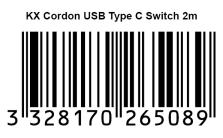 KX Cordon USB Type C Switch 2m
3 328170 265089